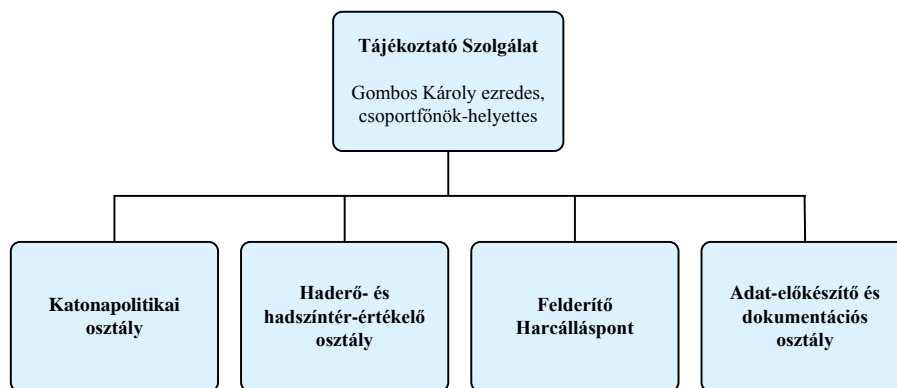 Tájékoztató Szolgálat
Gombos Károly ezredes,
csoportfőnök-helyettes
Katonapolitikai
osztály
Haderő- és
hadszíntér-értékelő
osztály
Felderítő
Harcálláspont
Adat-előkészítő és
dokumentációs
osztály